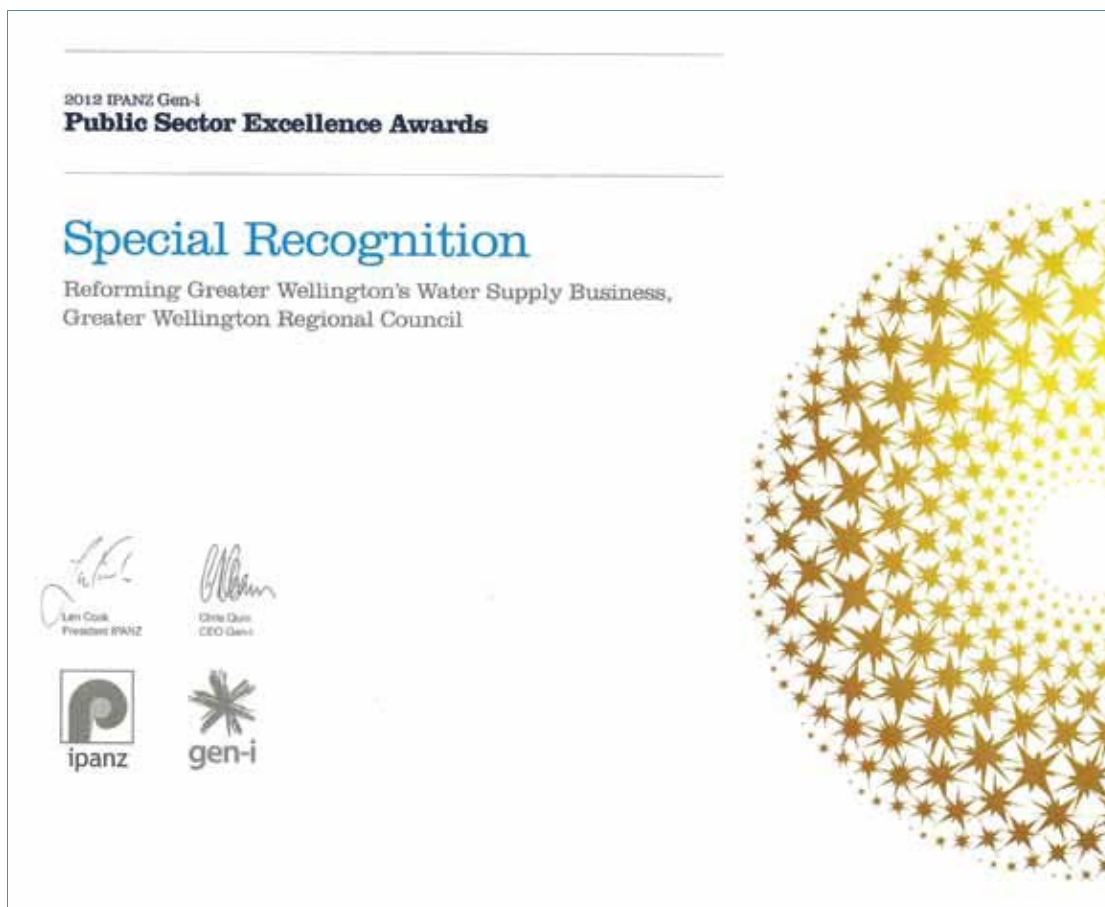 2012 IPANZ Gen-i
Public Sector Excellence Awards
Special Recognition
Reforming Greater Wellington's Water Supply Business,
Greater Wellington Regional Council
Len Cook
President IPANZ
Chris Quin
CEO Gen-i
ipanz
gen-i